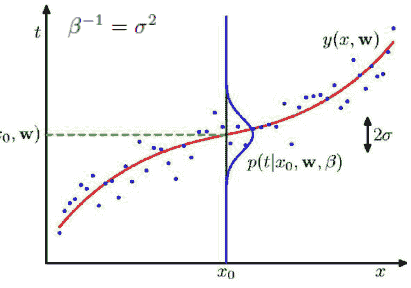 t
β⁻¹ = σ²
y(x, w)
x₀, w)
2σ
p(t|x₀, w, β)
x₀
x